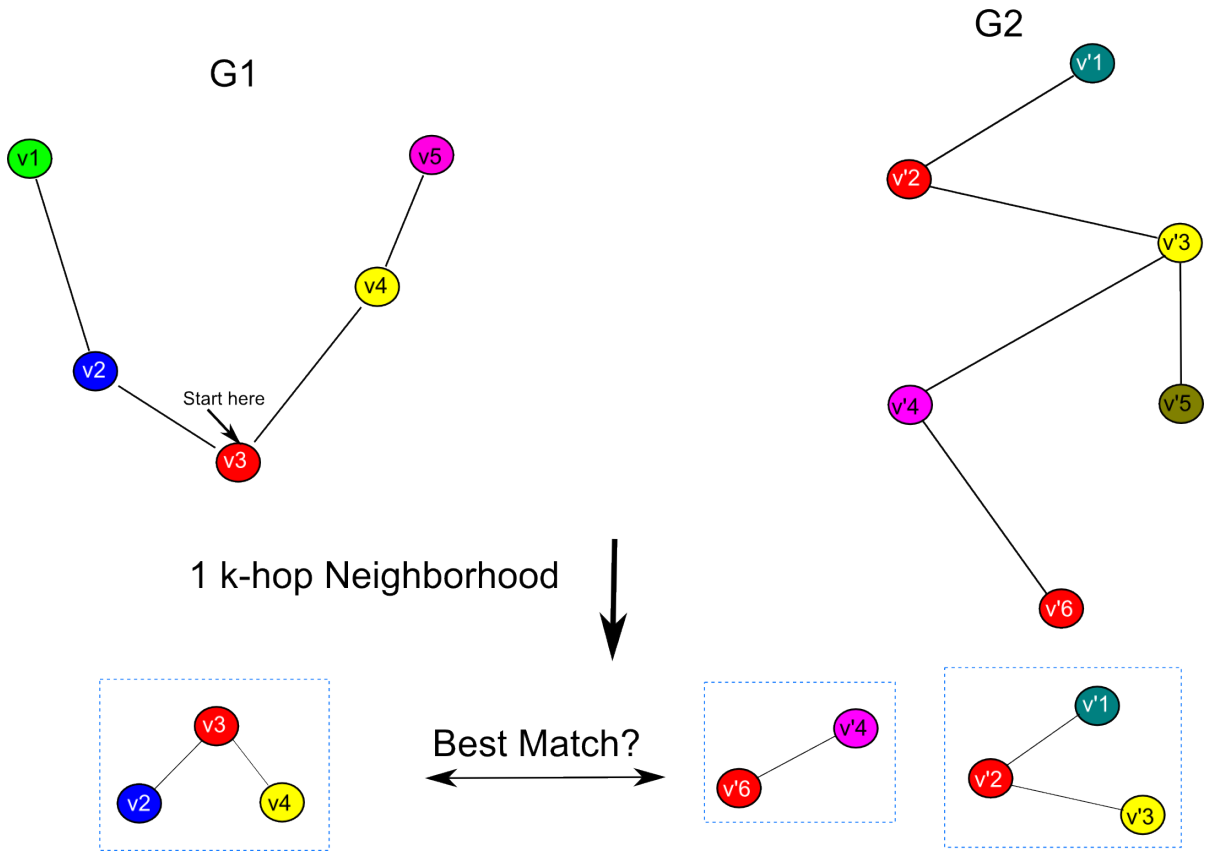 G2
v'1
G1
v1
v5
v'2
v'3
v4
v2
Start here
v'4
v'5
v3
1 k-hop Neighborhood
v'6
v3
v2
v4
Best Match?
v'4
v'6
v'1
v'2
v'3